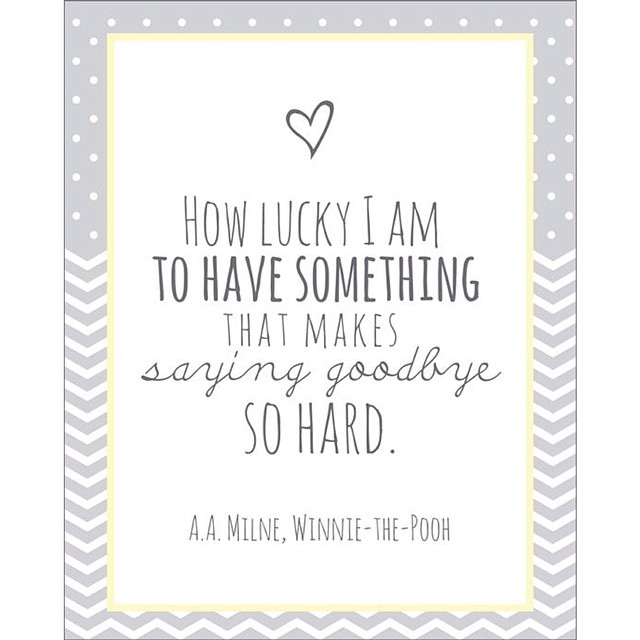 How lucky I am
to have something
that makes
saying goodbye
so hard.
A.A. Milne, Winnie-the-Pooh